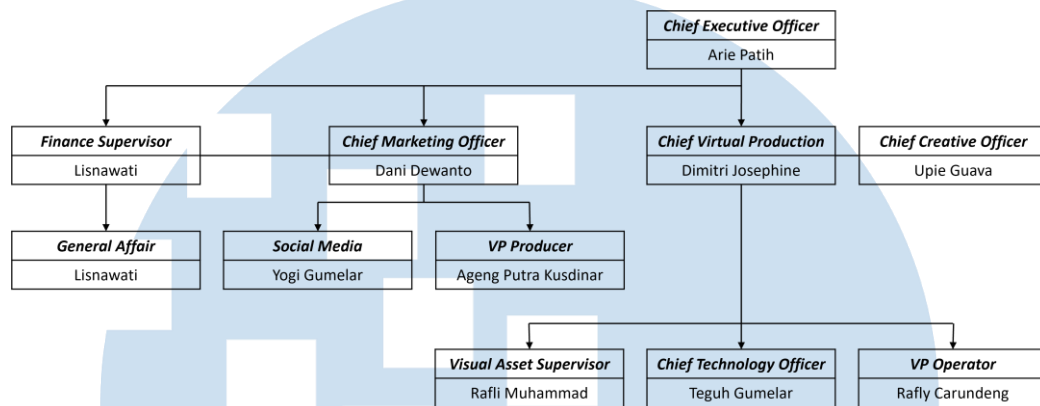 Chief Executive Officer
Arie Patih
Finance Supervisor
Lisnawati
Chief Marketing Officer
Dani Dewanto
Chief Virtual Production
Dimitri Josephine
Chief Creative Officer
Upie Guava
General Affair
Lisnawati
Social Media
Yogi Gumelar
VP Producer
Ageng Putra Kusdinar
Visual Asset Supervisor
Rafli Muhammad
Chief Technology Officer
Teguh Gumelar
VP Operator
Rafly Carundeng